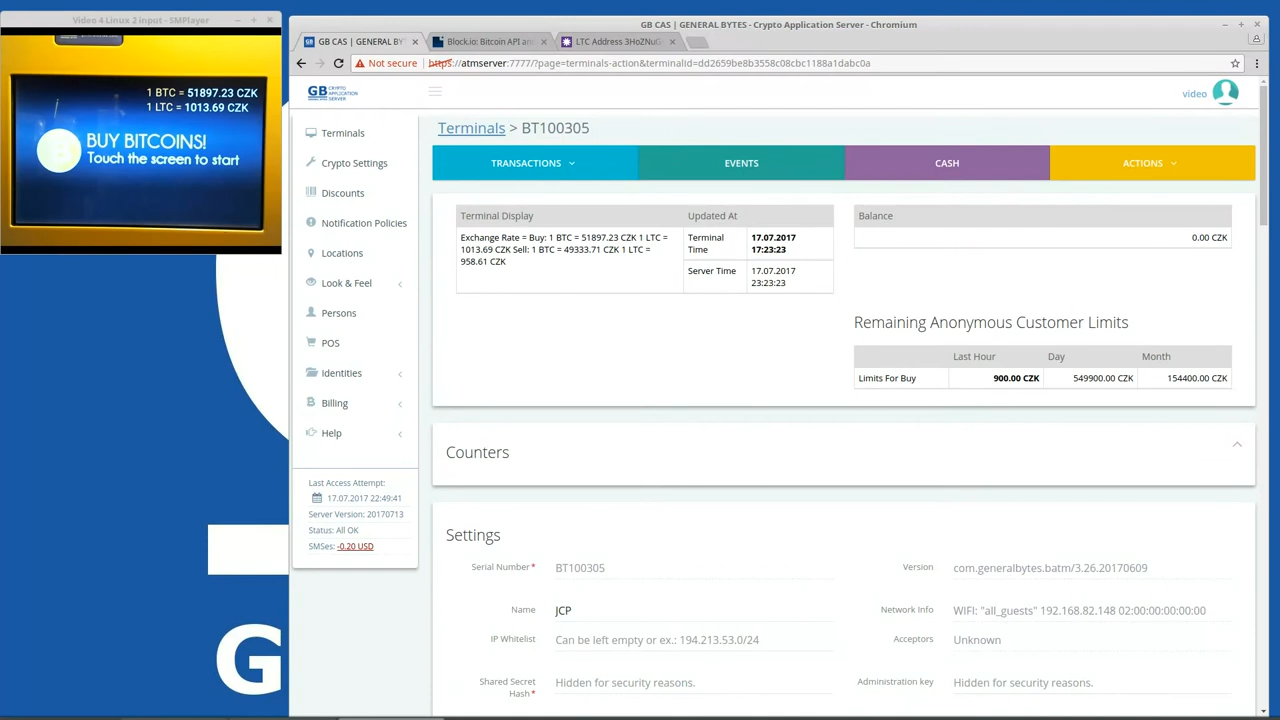 Video 4 Linux 2 input - SMPlayer
1 BTC = 51897.23 CZK
1 LTC = 1013.69 CZK
BUY BITCOINS!
Touch the screen to start
G
GB CAS | GENERAL BYTES - Crypto Application Server - Chromium
GB CAS | GENERAL BYT
Block.io: Bitcoin API an
LTC Address 3HoZNuG
Not secure
https://atmserver:7777/?page=terminals-action&terminalid=dd2659be8b3558c08cbc1188a1dabc0a
GB CRYPTO APPLICATION SERVER
video
Terminals
Crypto Settings
Discounts
Notification Policies
Locations
Look & Feel
Persons
POS
Identities
Billing
Help
Last Access Attempt:
17.07.2017 22:49:41
Server Version: 20170713
Status: All OK
SMSes: -0.20 USD
Terminals > BT100305
TRANSACTIONS
EVENTS
CASH
ACTIONS
Terminal Display
Updated At
Exchange Rate = Buy: 1 BTC = 51897.23 CZK 1 LTC =
1013.69 CZK Sell: 1 BTC = 49333.71 CZK 1 LTC =
958.61 CZK
Terminal Time
17.07.2017 17:23:23
Server Time
17.07.2017 23:23:23
Balance
0.00 CZK
Remaining Anonymous Customer Limits
Last Hour Day Month
Limits For Buy 900.00 CZK 549900.00 CZK 154400.00 CZK
Counters
Settings
Serial Number* BT100305
Version com.generalbytes.batm/3.26.20170609
Name JCP
Network Info WIFI: "all_guests" 192.168.82.148 02:00:00:00:00:00
IP Whitelist Can be left empty or ex.: 194.213.53.0/24
Acceptors Unknown
Shared Secret Hash* Hidden for security reasons.
Administration key Hidden for security reasons.